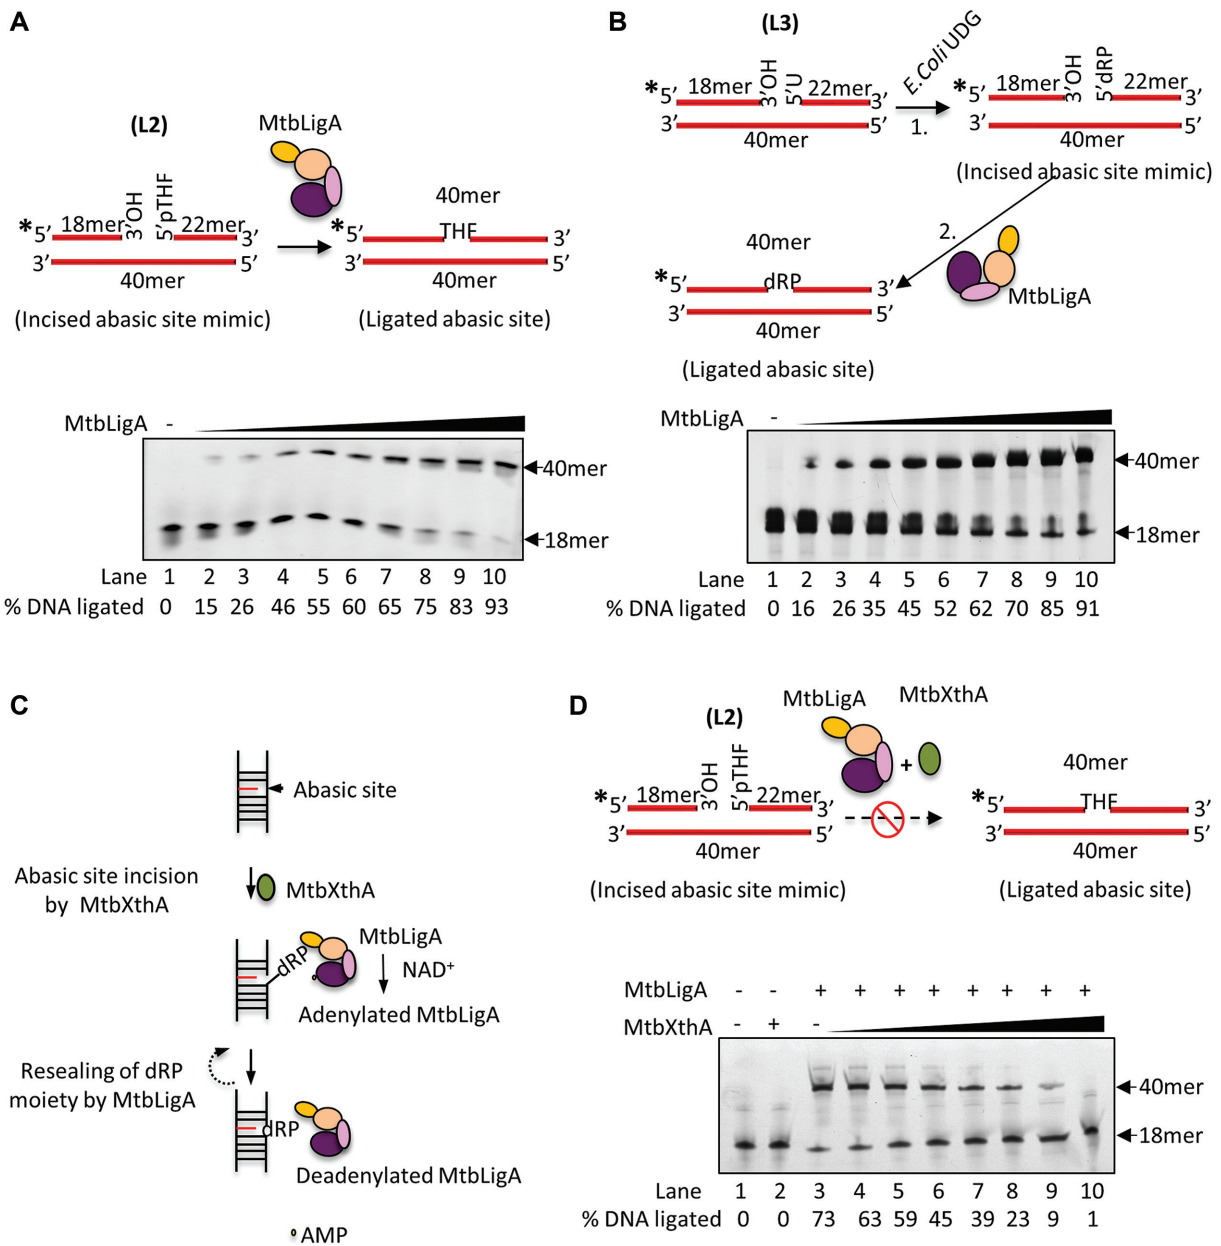 A
(L2)
MtbLigA
*5’ 18mer 3’OH 5’pTHF 22mer 3’
3’ 40mer 5’
(Incised abasic site mimic)
40mer
*5’ THF 3’
3’ 40mer 5’
(Ligated abasic site)
MtbLigA -
40mer
18mer
Lane 1 2 3 4 5 6 7 8 9 10
% DNA ligated 0 15 26 46 55 60 65 75 83 93
B
(L3)
*5’ 18mer 3’OH 5’U 22mer 3’
3’ 40mer 5’
E.Coli UDG
1.
*5’ 18mer 3’OH 5’dRP 22mer 3’
3’ 40mer 5’
(Incised abasic site mimic)
2.
MtbLigA
40mer
*5’ dRP 3’
3’ 40mer 5’
(Ligated abasic site)
MtbLigA -
40mer
18mer
Lane 1 2 3 4 5 6 7 8 9 10
% DNA ligated 0 16 26 35 45 52 62 70 85 91
C
Abasic site
Abasic site incision
by MtbXthA
MtbXthA
dRP
MtbLigA
NAD+
Adenylated MtbLigA
Resealing of dRP
moiety by MtbLigA
dRP
Deadenylated MtbLigA
AMP
D
(L2)
MtbLigA
MtbXthA
+
*5’ 18mer 3’OH 5’pTHF 22mer 3’
3’ 40mer 5’
(Incised abasic site mimic)
40mer
*5’ THF 3’
3’ 40mer 5’
(Ligated abasic site)
MtbLigA - - + + + + + + + +
MtbXthA - + -
40mer
18mer
Lane 1 2 3 4 5 6 7 8 9 10
% DNA ligated 0 0 73 63 59 45 39 23 9 1